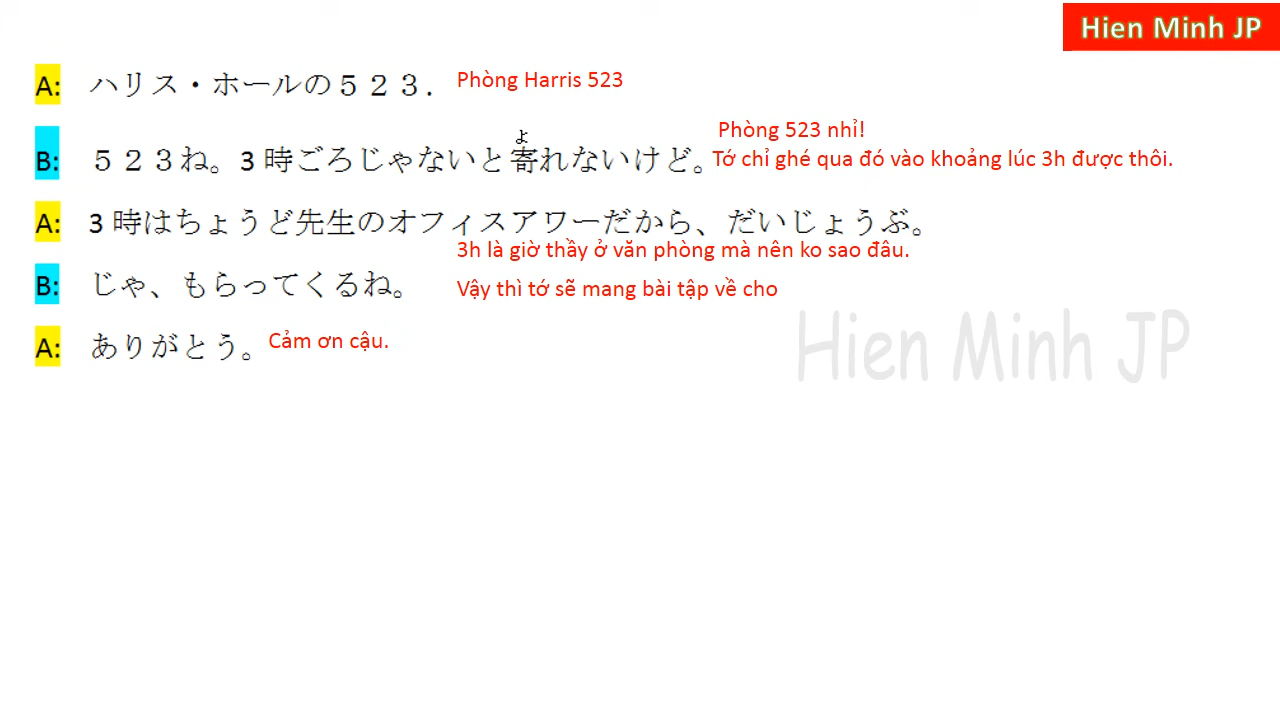 Hien Minh JP
A: ハリス・ホールの５２３. Phòng Harris 523
Phòng 523 nhỉ!
よ
B: ５２３ね。3 時ごろじゃないと寄れないけど。Tớ chỉ ghé qua đó vào khoảng lúc 3h được thôi.
A: 3 時はちょうど先生のオフィスアワーだから、だいじょうぶ。
3h là giờ thầy ở văn phòng mà nên ko sao đâu.
B: じゃ、もらってくるね。 Vậy thì tớ sẽ mang bài tập về cho
A: ありがとう。Cảm ơn cậu.
Hien Minh JP